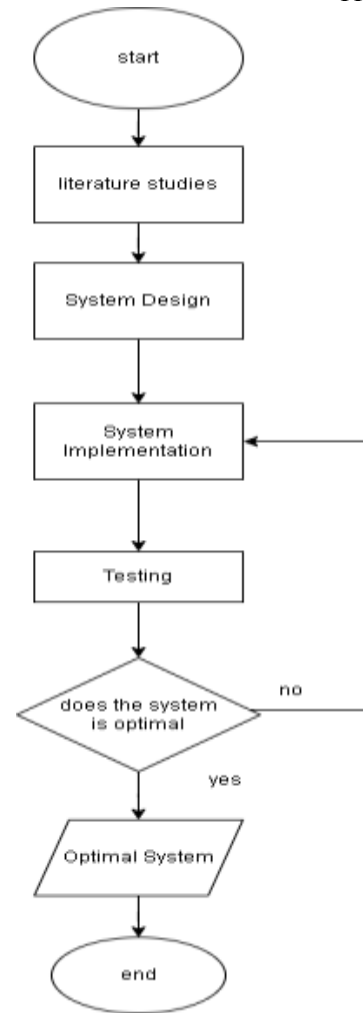 start
literature studies
System Design
System
Implementation
Testing
does the system
is optimal
no
yes
Optimal System
end